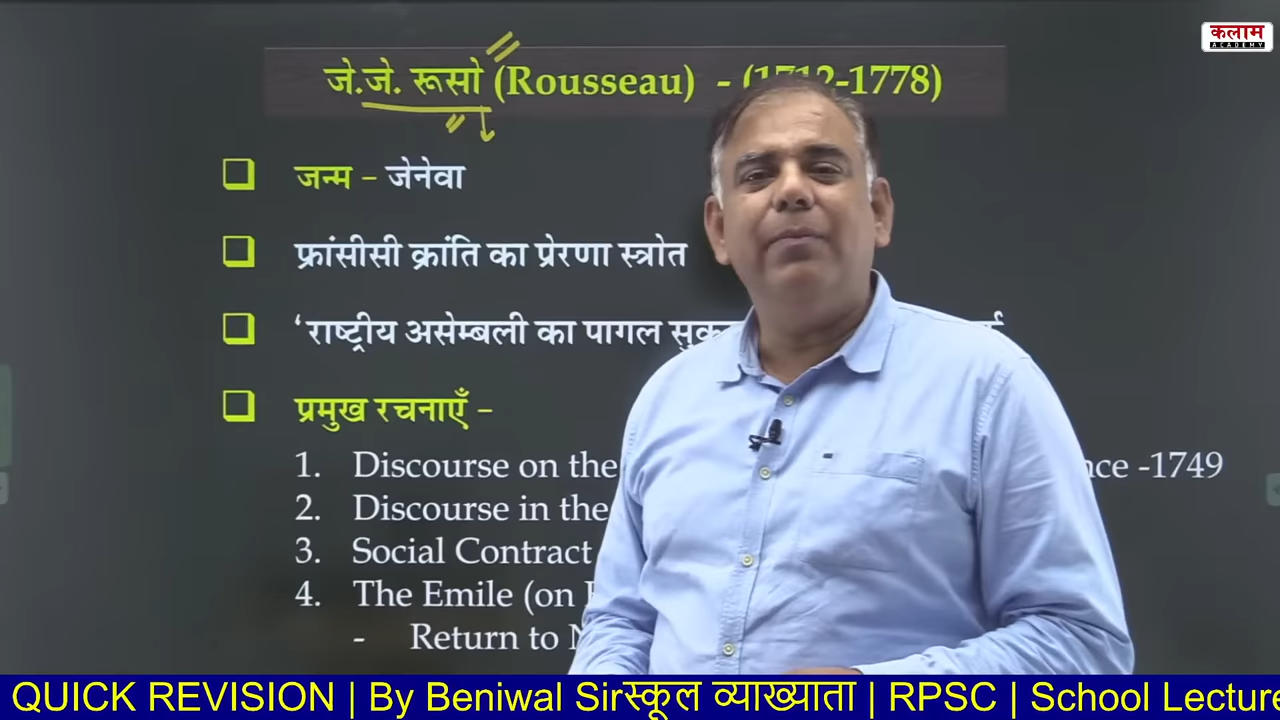 कलाम
ACADEMY
जे.जे. रूसो (Rousseau) - (1712-1778)
जन्म – जेनेवा
फ्रांसीसी क्रांति का प्रेरणा स्त्रोत
‘राष्ट्रीय असेम्बली का पागल
प्रमुख रचनाएँ –
1. Discourse on the -1749
2. Discourse in the
3. Social Contract
4. The Emile (on
- Return to
QUICK REVISION | By Beniwal Sirस्कूल व्याख्याता | RPSC | School Lecture